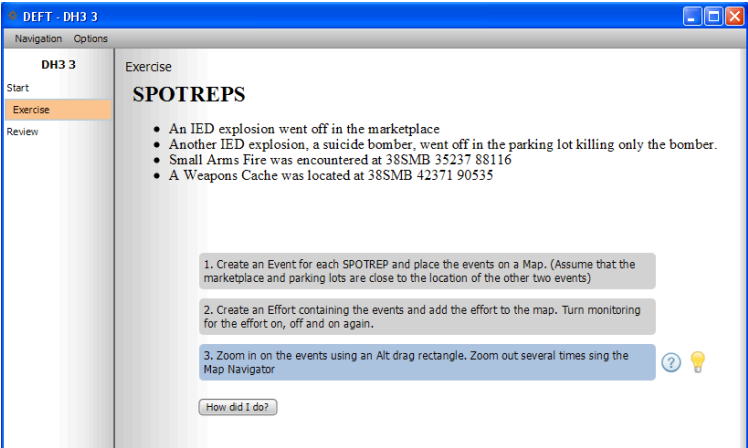 DEFT - DH3 3
Navigation Options
DH3 3
Start
Exercise
Review
Exercise
SPOTREPS
• An IED explosion went off in the marketplace
• Another IED explosion, a suicide bomber, went off in the parking lot killing only the bomber.
• Small Arms Fire was encountered at 38SMB 35237 88116
• A Weapons Cache was located at 38SMB 42371 90535
1. Create an Event for each SPOTREP and place the events on a Map. (Assume that the
marketplace and parking lots are close to the location of the other two events)
2. Create an Effort containing the events and add the effort to the map. Turn monitoring
for the effort on, off and on again.
3. Zoom in on the events using an Alt drag rectangle. Zoom out several times sing the
Map Navigator
How did I do?